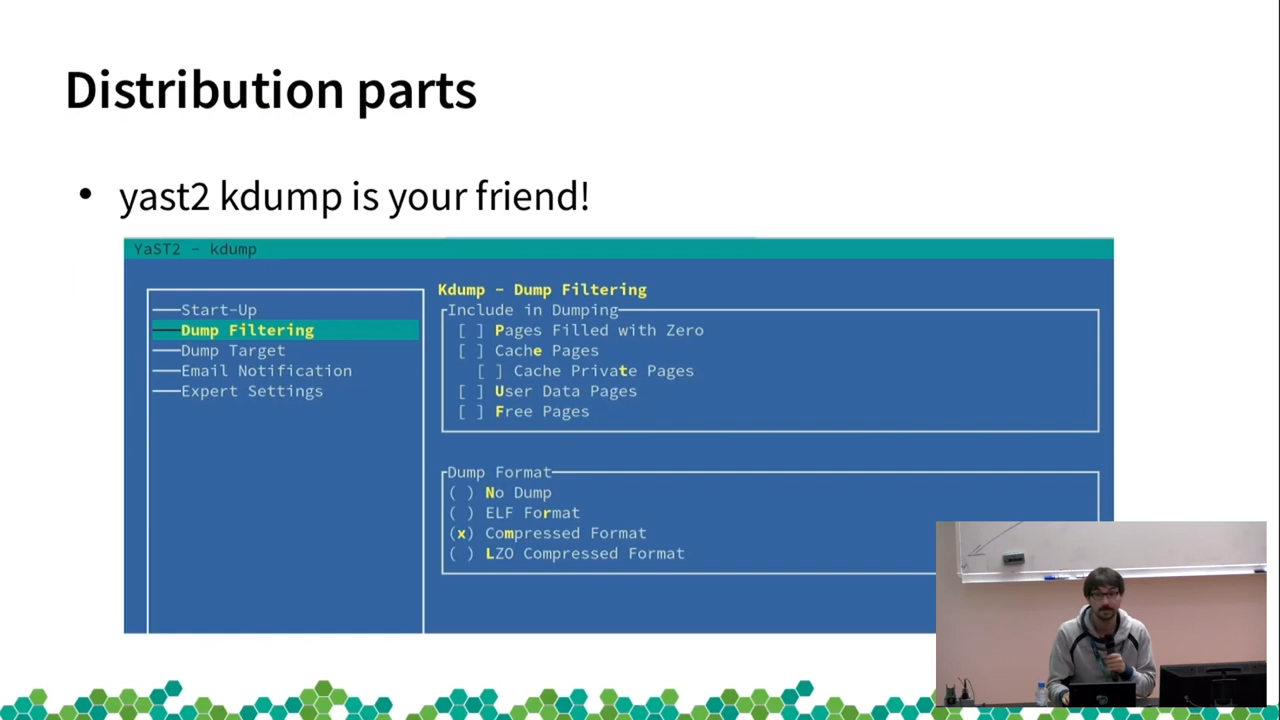 Distribution parts
• yast2 kdump is your friend!
YaST2 - kdump
Start-Up
Dump Filtering
Dump Target
Email Notification
Expert Settings
Kdump - Dump Filtering
Include in Dumping
[ ] Pages Filled with Zero
[ ] Cache Pages
[ ] Cache Private Pages
[ ] User Data Pages
[ ] Free Pages
Dump Format
( ) No Dump
( ) ELF Format
(x) Compressed Format
( ) LZO Compressed Format